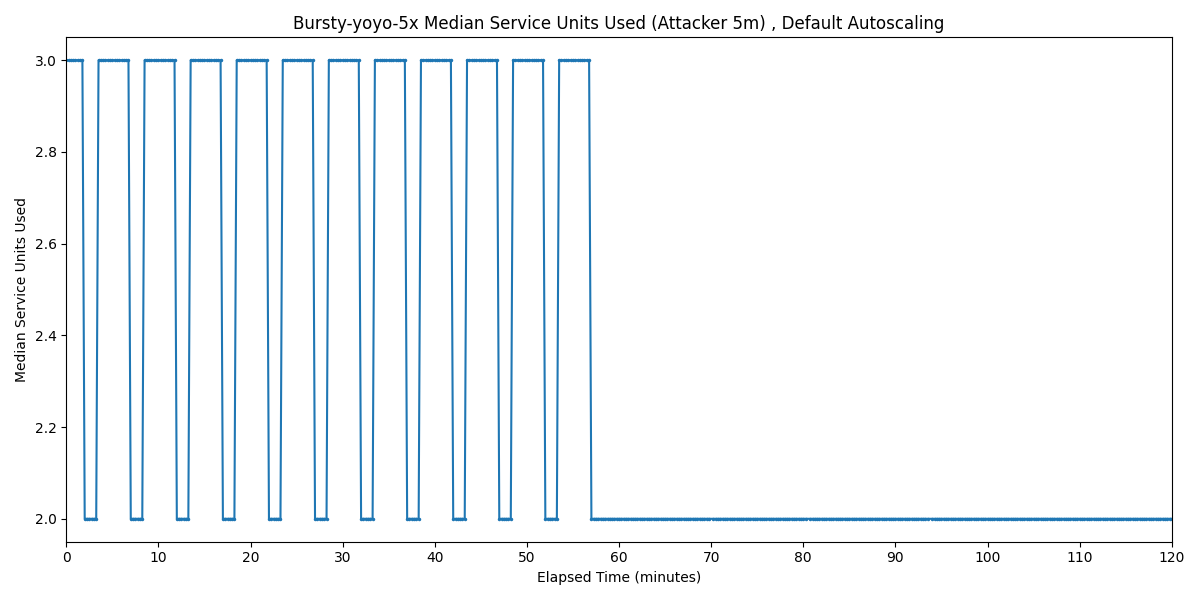 Bursty-yoyo-5x Median Service Units Used (Attacker 5m) , Default Autoscaling
Median Service Units Used
3.0
2.8
2.6
2.4
2.2
2.0
0 10 20 30 40 50 60 70 80 90 100 110 120
Elapsed Time (minutes)